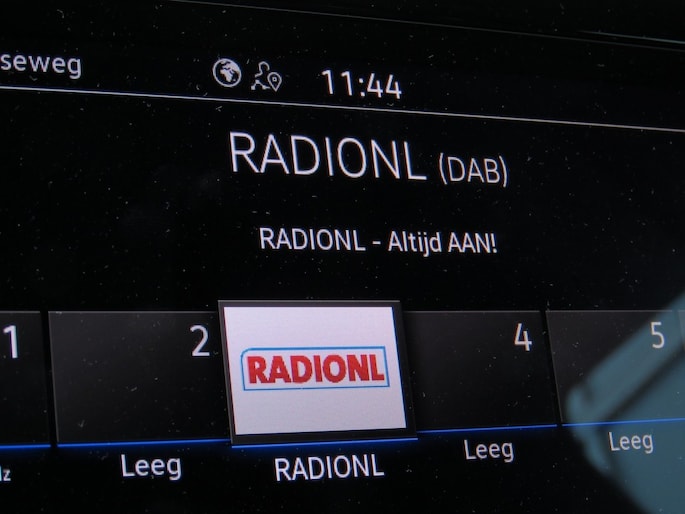 seweg 11:44
RADIONL (DAB)
RADIONL - Altijd AAN!
1 2 RADIONL 4 5
Leeg RADIONL Leeg Leeg